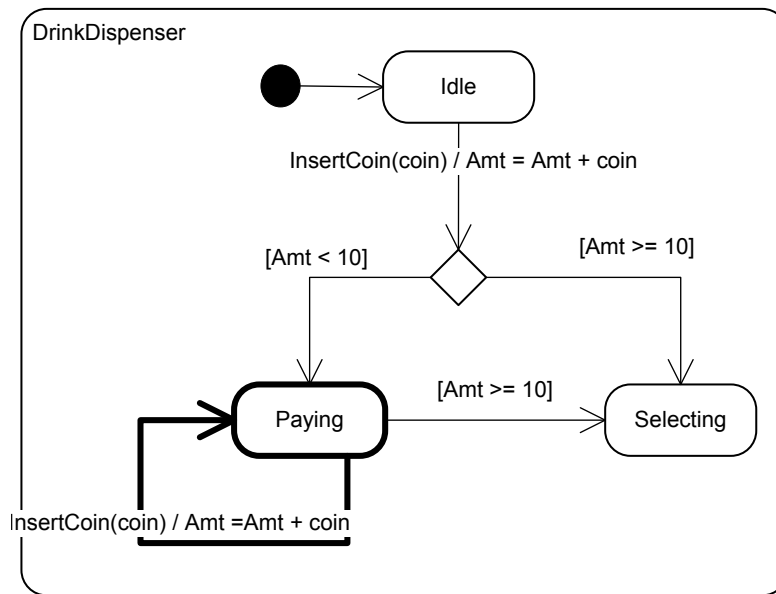 DrinkDispenser
Idle
InsertCoin(coin) / Amt = Amt + coin
[Amt < 10]
[Amt >= 10]
Paying
[Amt >= 10]
Selecting
InsertCoin(coin) / Amt =Amt + coin